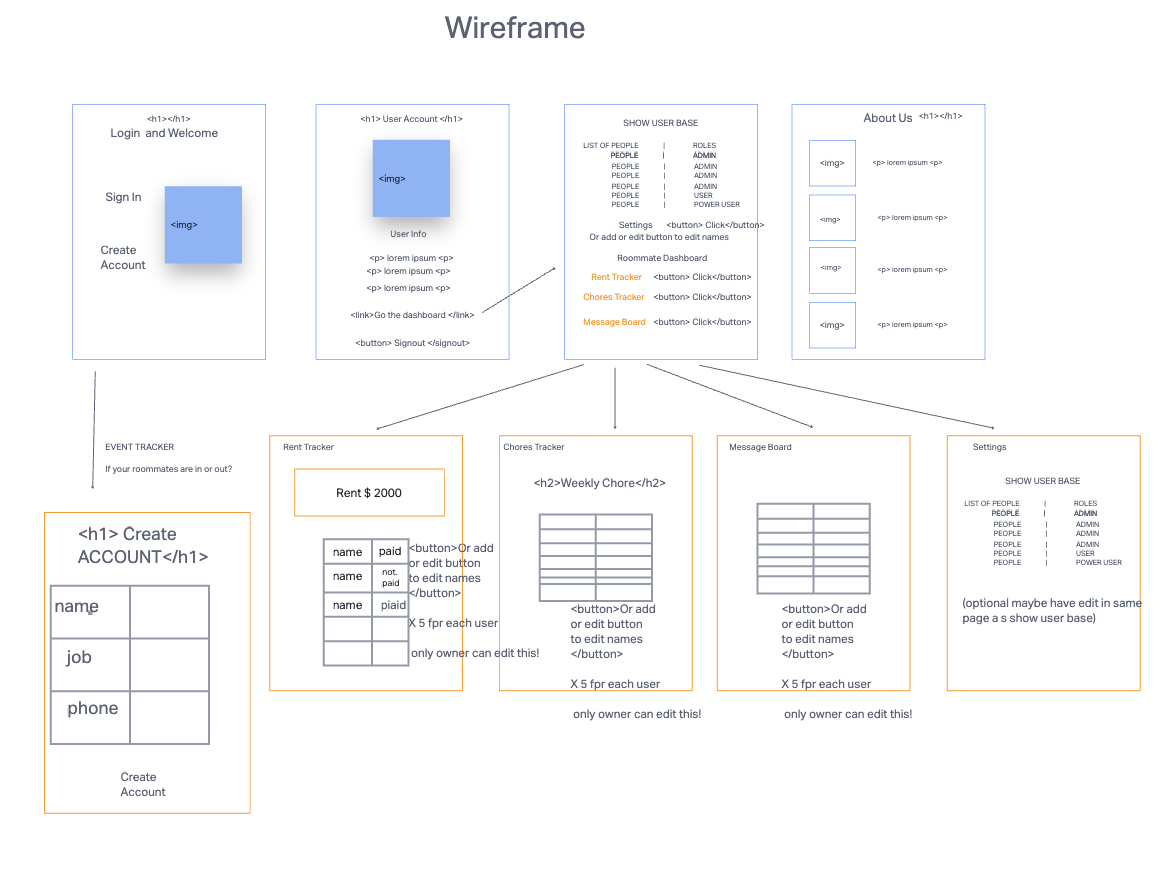 Wireframe
<h1></h1>
Login and Welcome
Sign In
<img>
Create
Account
<h1> User Account </h1>
<img>
User Info
<p> lorem ipsum <p>
<p> lorem ipsum <p>
<p> lorem ipsum <p>
<link>Go the dashboard </link>
<button> Signout </signout>
SHOW USER BASE
LIST OF PEOPLE | ROLES
PEOPLE | ADMIN
PEOPLE | ADMIN
PEOPLE | ADMIN
PEOPLE | ADMIN
PEOPLE | USER
PEOPLE | POWER USER
Settings <button> Click</button>
Or add or edit button to edit names
Roommate Dashboard
Rent Tracker <button> Click</button>
Chores Tracker <button> Click</button>
Message Board <button> Click</button>
About Us <h1></h1>
<img> <p> lorem ipsum <p>
<img> <p> lorem ipsum <p>
<img> <p> lorem ipsum <p>
<img> <p> lorem ipsum <p>
EVENT TRACKER
If your roommates are in or out?
<h1> Create
ACCOUNT</h1>
name
job
phone
Create
Account
Rent Tracker
Rent $ 2000
name paid
name not.
paid
name piaid
<button>Or add
or edit button
to edit names
</button>
X 5 fpr each user
only owner can edit this!
Chores Tracker
<h2>Weekly Chore</h2>
<button>Or add
or edit button
to edit names
</button>
X 5 fpr each user
only owner can edit this!
Message Board
<button>Or add
or edit button
to edit names
</button>
X 5 fpr each user
only owner can edit this!
Settings
SHOW USER BASE
LIST OF PEOPLE | ROLES
PEOPLE | ADMIN
PEOPLE | ADMIN
PEOPLE | ADMIN
PEOPLE | ADMIN
PEOPLE | USER
PEOPLE | POWER USER
(optional maybe have edit in same
page a s show user base)